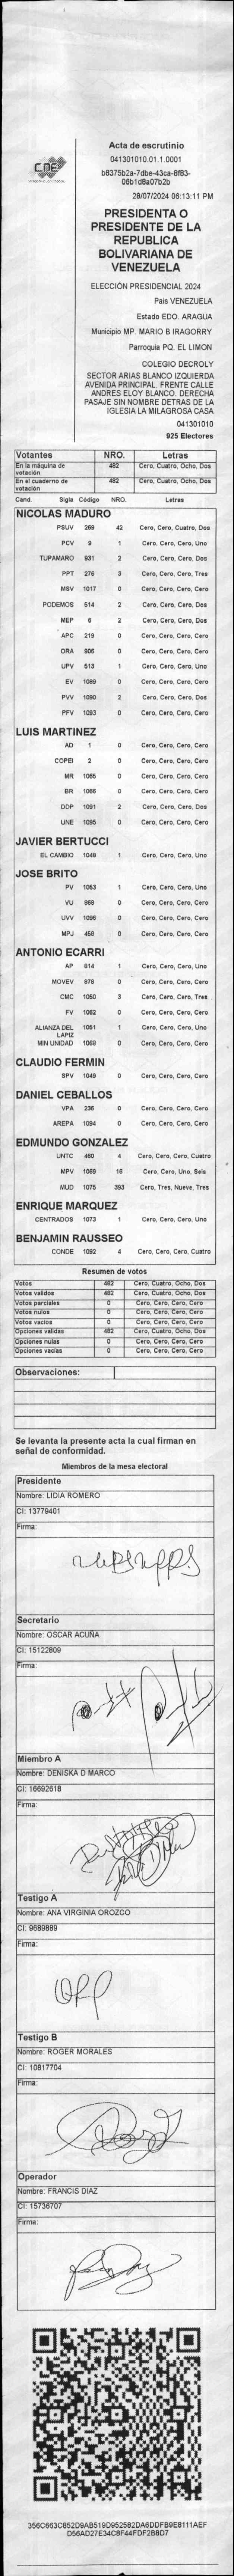 CNE
Acta de escrutinio
041301010.01.1.0001
b8375b2a-7dbe-43ca-8f83-
06b1d8a07b2b
28/07/2024 06:13:11 PM
PRESIDENTA O
PRESIDENTE DE LA
REPUBLICA
BOLIVARIANA DE
VENEZUELA
ELECCIÓN PRESIDENCIAL 2024
Pais VENEZUELA
Estado EDO. ARAGUA
Municipio MP. MARIO B IRAGORRY
Parroquia PQ. EL LIMON
COLEGIO DECROLY
SECTOR ARIAS BLANCO IZQUIERDA
AVENIDA PRINCIPAL. FRENTE CALLE
ANDRES ELOY BLANCO. DERECHA
PASAJE SIN NOMBRE DETRAS DE LA
IGLESIA LA MILAGROSA CASA
041301010
925 Electores
Votantes NRO. Letras
En la máquina de votación 482 Cero, Cuatro, Ocho, Dos
En el cuaderno de votación 482 Cero, Cuatro, Ocho, Dos
Cand. Sigla Código NRO. Letras
NICOLAS MADURO
PSUV 269 42 Cero, Cero, Cuatro, Dos
PCV 9 1 Cero, Cero, Cero, Uno
TUPAMARO 931 2 Cero, Cero, Cero, Dos
PPT 276 3 Cero, Cero, Cero, Tres
MSV 1017 0 Cero, Cero, Cero, Cero
PODEMOS 514 2 Cero, Cero, Cero, Dos
MEP 6 2 Cero, Cero, Cero, Dos
APC 219 0 Cero, Cero, Cero, Cero
ORA 906 0 Cero, Cero, Cero, Cero
UPV 513 1 Cero, Cero, Cero, Uno
EV 1089 0 Cero, Cero, Cero, Cero
PVV 1090 2 Cero, Cero, Cero, Dos
PFV 1093 0 Cero, Cero, Cero, Cero
LUIS MARTINEZ
AD 1 0 Cero, Cero, Cero, Cero
COPEI 2 0 Cero, Cero, Cero, Cero
MR 1065 0 Cero, Cero, Cero, Cero
BR 1066 0 Cero, Cero, Cero, Cero
DDP 1091 2 Cero, Cero, Cero, Dos
UNE 1095 0 Cero, Cero, Cero, Cero
JAVIER BERTUCCI
EL CAMBIO 1048 1 Cero, Cero, Cero, Uno
JOSE BRITO
PV 1053 1 Cero, Cero, Cero, Uno
VU 969 0 Cero, Cero, Cero, Cero
UVV 1096 0 Cero, Cero, Cero, Cero
MPJ 458 0 Cero, Cero, Cero, Cero
ANTONIO ECARRI
AP 914 1 Cero, Cero, Cero, Uno
MOVEV 979 0 Cero, Cero, Cero, Cero
CMC 1050 3 Cero, Cero, Cero, Tres
FV 1062 0 Cero, Cero, Cero, Cero
ALIANZA DEL LAPIZ 1061 1 Cero, Cero, Cero, Uno
MIN UNIDAD 1068 0 Cero, Cero, Cero, Cero
CLAUDIO FERMIN
SPV 1049 0 Cero, Cero, Cero, Cero
DANIEL CEBALLOS
VPA 236 0 Cero, Cero, Cero, Cero
AREPA 1094 0 Cero, Cero, Cero, Cero
EDMUNDO GONZALEZ
UNTC 460 4 Cero, Cero, Cero, Cuatro
MPV 1069 16 Cero, Cero, Uno, Seis
MUD 1075 393 Cero, Tres, Nueve, Tres
ENRIQUE MARQUEZ
CENTRADOS 1073 1 Cero, Cero, Cero, Uno
BENJAMIN RAUSSEO
CONDE 1092 4 Cero, Cero, Cero, Cuatro
Resumen de votos
Votos 482 Cero, Cuatro, Ocho, Dos
Votos validos 482 Cero, Cuatro, Ocho, Dos
Votos parciales 0 Cero, Cero, Cero, Cero
Votos nulos 0 Cero, Cero, Cero, Cero
Votos vacios 0 Cero, Cero, Cero, Cero
Opciones validas 482 Cero, Cuatro, Ocho, Dos
Opciones nulas 0 Cero, Cero, Cero, Cero
Opciones vacias 0 Cero, Cero, Cero, Cero
Observaciones:
Se levanta la presente acta la cual firman en
señal de conformidad.
Miembros de la mesa electoral
Presidente
Nombre: LIDIA ROMERO
CI: 13779401
Firma:
Secretario
Nombre: OSCAR ACUÑA
CI: 15122809
Firma:
Miembro A
Nombre: DENISKA D MARCO
CI: 16692618
Firma:
Testigo A
Nombre: ANA VIRGINIA OROZCO
CI: 9689889
Firma:
Testigo B
Nombre: ROGER MORALES
CI: 10817704
Firma:
Operador
Nombre: FRANCIS DIAZ
CI: 15736707
Firma:
356C663C852D9AB519D952582DA6DDFB9E8111AEF
D56AD27E34C8F44FDF2B8D7